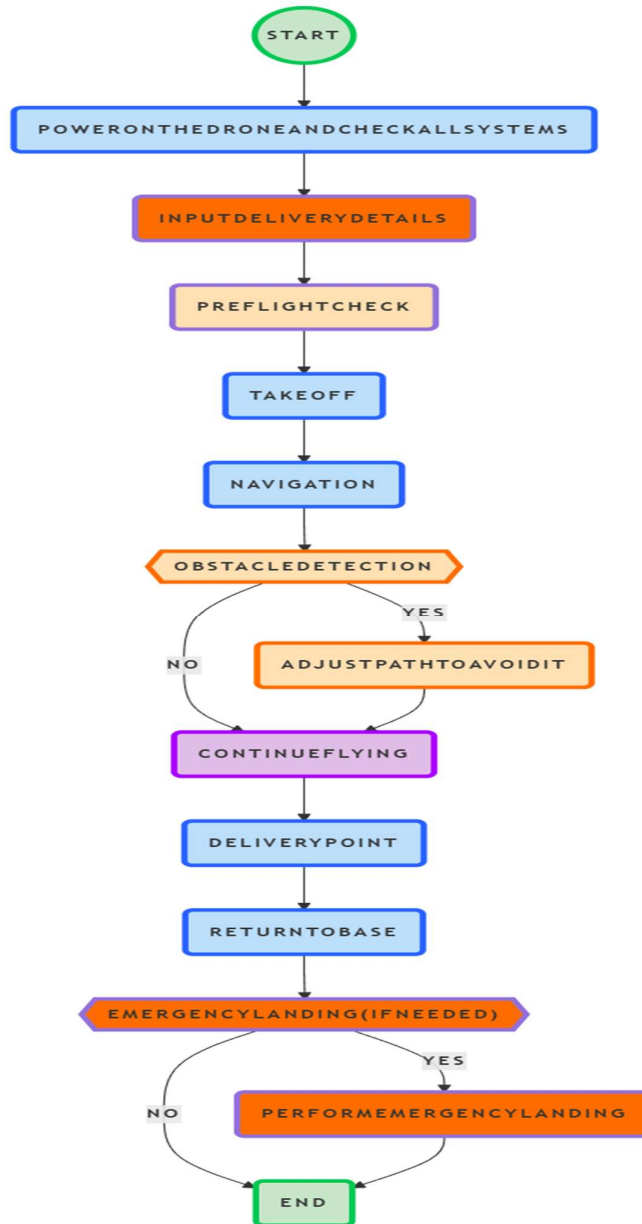 START
POWERONTHEDRONEANDCHECKALLSYSTEMS
INPUTDELIVERYDETAILS
PREFLIGHTCHECK
TAKEOFF
NAVIGATION
OBSTACLEDETECTION
YES
NO
ADJUSTPATHTOAVOIDIT
CONTINUEFLYING
DELIVERYPOINT
RETURNTOBASE
EMERGENCYLANDING(IFNEEDED)
YES
NO
PERFORMEMERGENCYLANDING
END